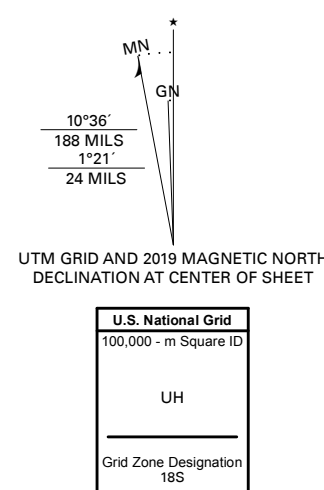 ★
MN
GN
10°36´
188 MILS
1°21´
24 MILS
UTM GRID AND 2019 MAGNETIC NORTH
DECLINATION AT CENTER OF SHEET
U.S. National Grid
100,000 - m Square ID
UH
Grid Zone Designation
18S